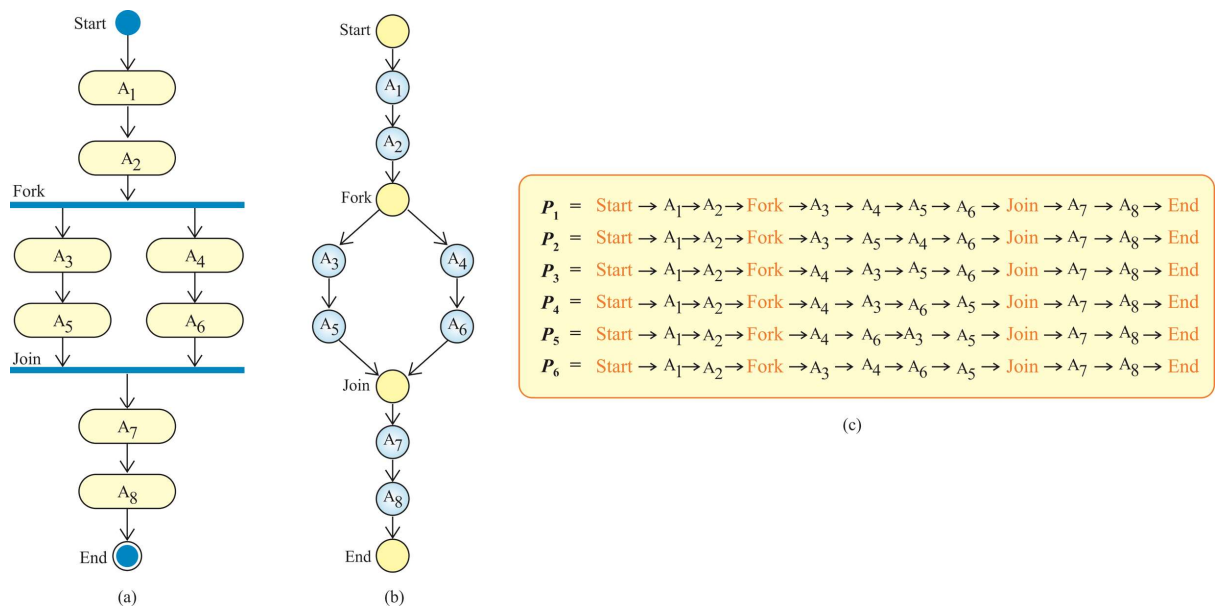 Start
A₁
A₂
Fork
A₃ A₄
A₅ A₆
Join
A₇
A₈
End
(a)
Start
A₁
A₂
Fork
A₃ A₄
A₅ A₆
Join
A₇
A₈
End
(b)
P₁ = Start → A₁ → A₂ → Fork → A₃ → A₄ → A₅ → A₆ → Join → A₇ → A₈ → End
P₂ = Start → A₁ → A₂ → Fork → A₃ → A₅ → A₄ → A₆ → Join → A₇ → A₈ → End
P₃ = Start → A₁ → A₂ → Fork → A₄ → A₃ → A₅ → A₆ → Join → A₇ → A₈ → End
P₄ = Start → A₁ → A₂ → Fork → A₄ → A₃ → A₆ → A₅ → Join → A₇ → A₈ → End
P₅ = Start → A₁ → A₂ → Fork → A₄ → A₆ → A₃ → A₅ → Join → A₇ → A₈ → End
P₆ = Start → A₁ → A₂ → Fork → A₃ → A₄ → A₆ → A₅ → Join → A₇ → A₈ → End
(c)